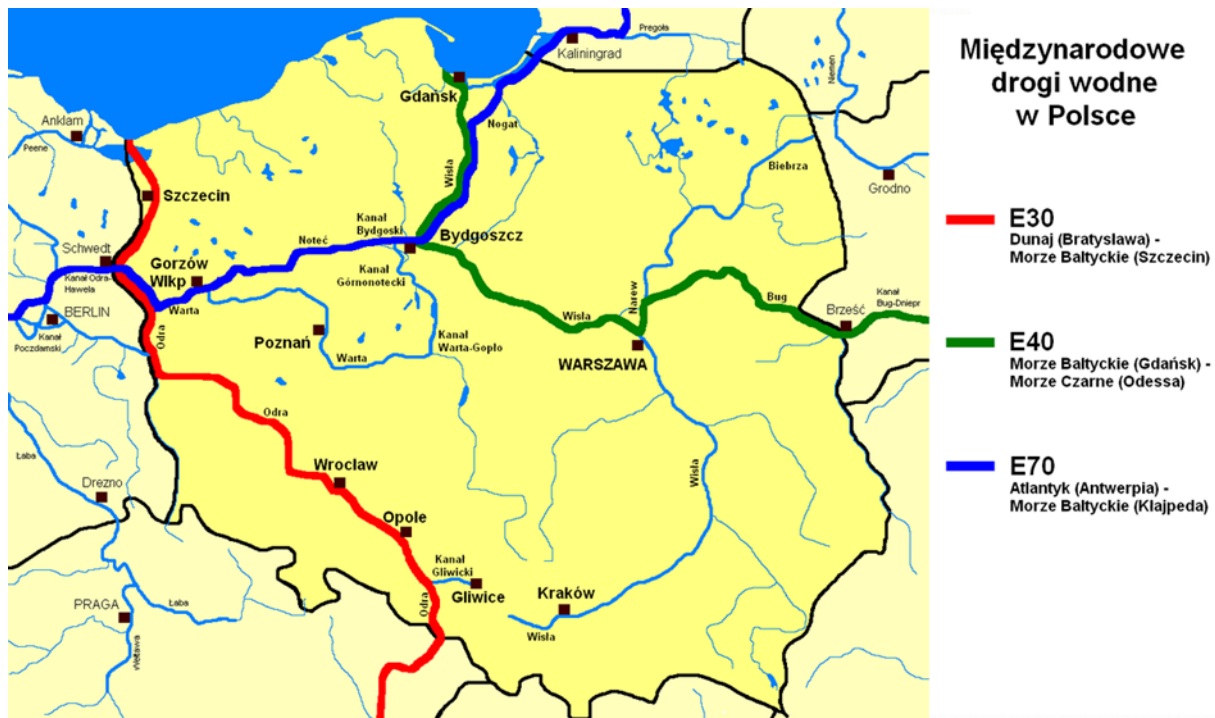 Międzynarodowe
drogi wodne
w Polsce
E30
Dunaj (Bratysława) -
Morze Bałtyckie (Szczecin)
E40
Morze Bałtyckie (Gdańsk) -
Morze Czarne (Odessa)
E70
Atlantyk (Antwerpia) -
Morze Bałtyckie (Kłajpeda)
Pregoła
Kaliningrad
Niemen
Gdańsk
Anklam
Peene
Nogat
Wisła
Biebrza
Grodno
Szczecin
Kanał
Bydgoski
Bydgoszcz
Noteć
Schwedt
Gorzów
Wlkp
Kanał Odra-
Hawela
Kanał
Górnonotecki
Warta
BERLIN
Kanał
Poczdamski
Odra
Poznań
Warta
Kanał
Warta-Gopło
Wisła
Narew
WARSZAWA
Bug
Brześć
Kanał
Bug-Dniepr
Odra
Łaba
Drezno
Wrocław
Opole
Wisła
Kanał
Gliwicki
Gliwice
Kraków
Odra
Wisła
PRAGA
Łaba
Wełtawa